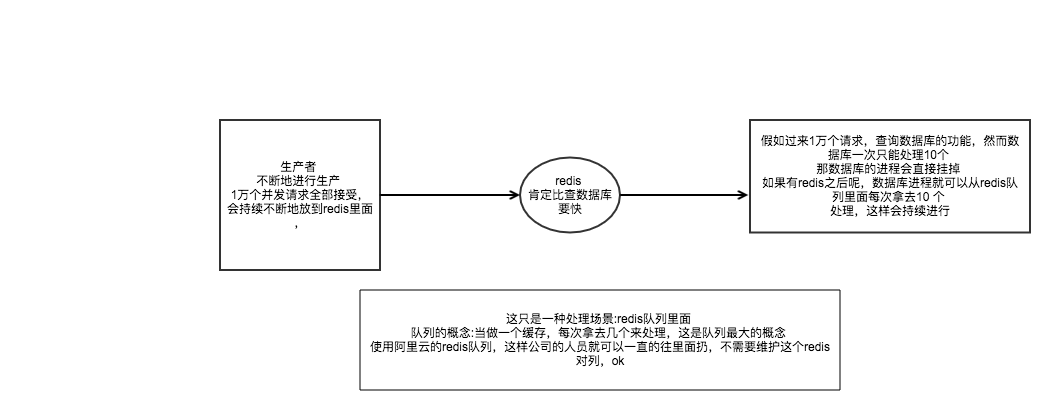 生产者
不断地进行生产
1万个并发请求全部接受，
会持续不断地放到redis里面
，
redis
肯定比查数据库
要快
假如过来1万个请求，查询数据库的功能，然而数
据库一次只能处理10个
那数据库的进程会直接挂掉
如果有redis之后呢，数据库进程就可以从redis队
列里面每次拿去10 个
处理，这样会持续进行
这只是一种处理场景:redis队列里面
队列的概念:当做一个缓存，每次拿去几个来处理，这是队列最大的概念
使用阿里云的redis队列，这样公司的人员就可以一直的往里面扔，不需要维护这个redis
对列，ok